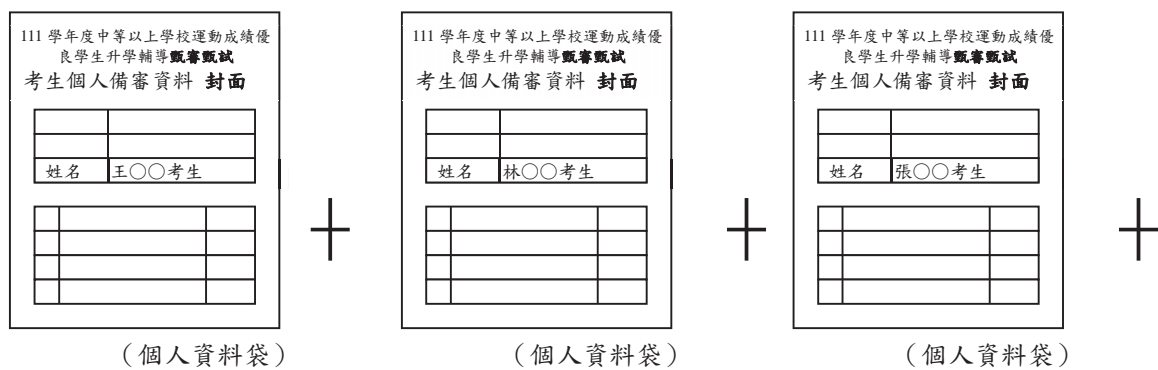 111 學年度中等以上學校運動成績優
良學生升學輔導甄審甄試
考生個人備審資料 封面
姓名 王○○考生
(個人資料袋)
+
111 學年度中等以上學校運動成績優
良學生升學輔導甄審甄試
考生個人備審資料 封面
姓名 林○○考生
(個人資料袋)
+
111 學年度中等以上學校運動成績優
良學生升學輔導甄審甄試
考生個人備審資料 封面
姓名 張○○考生
(個人資料袋)
+